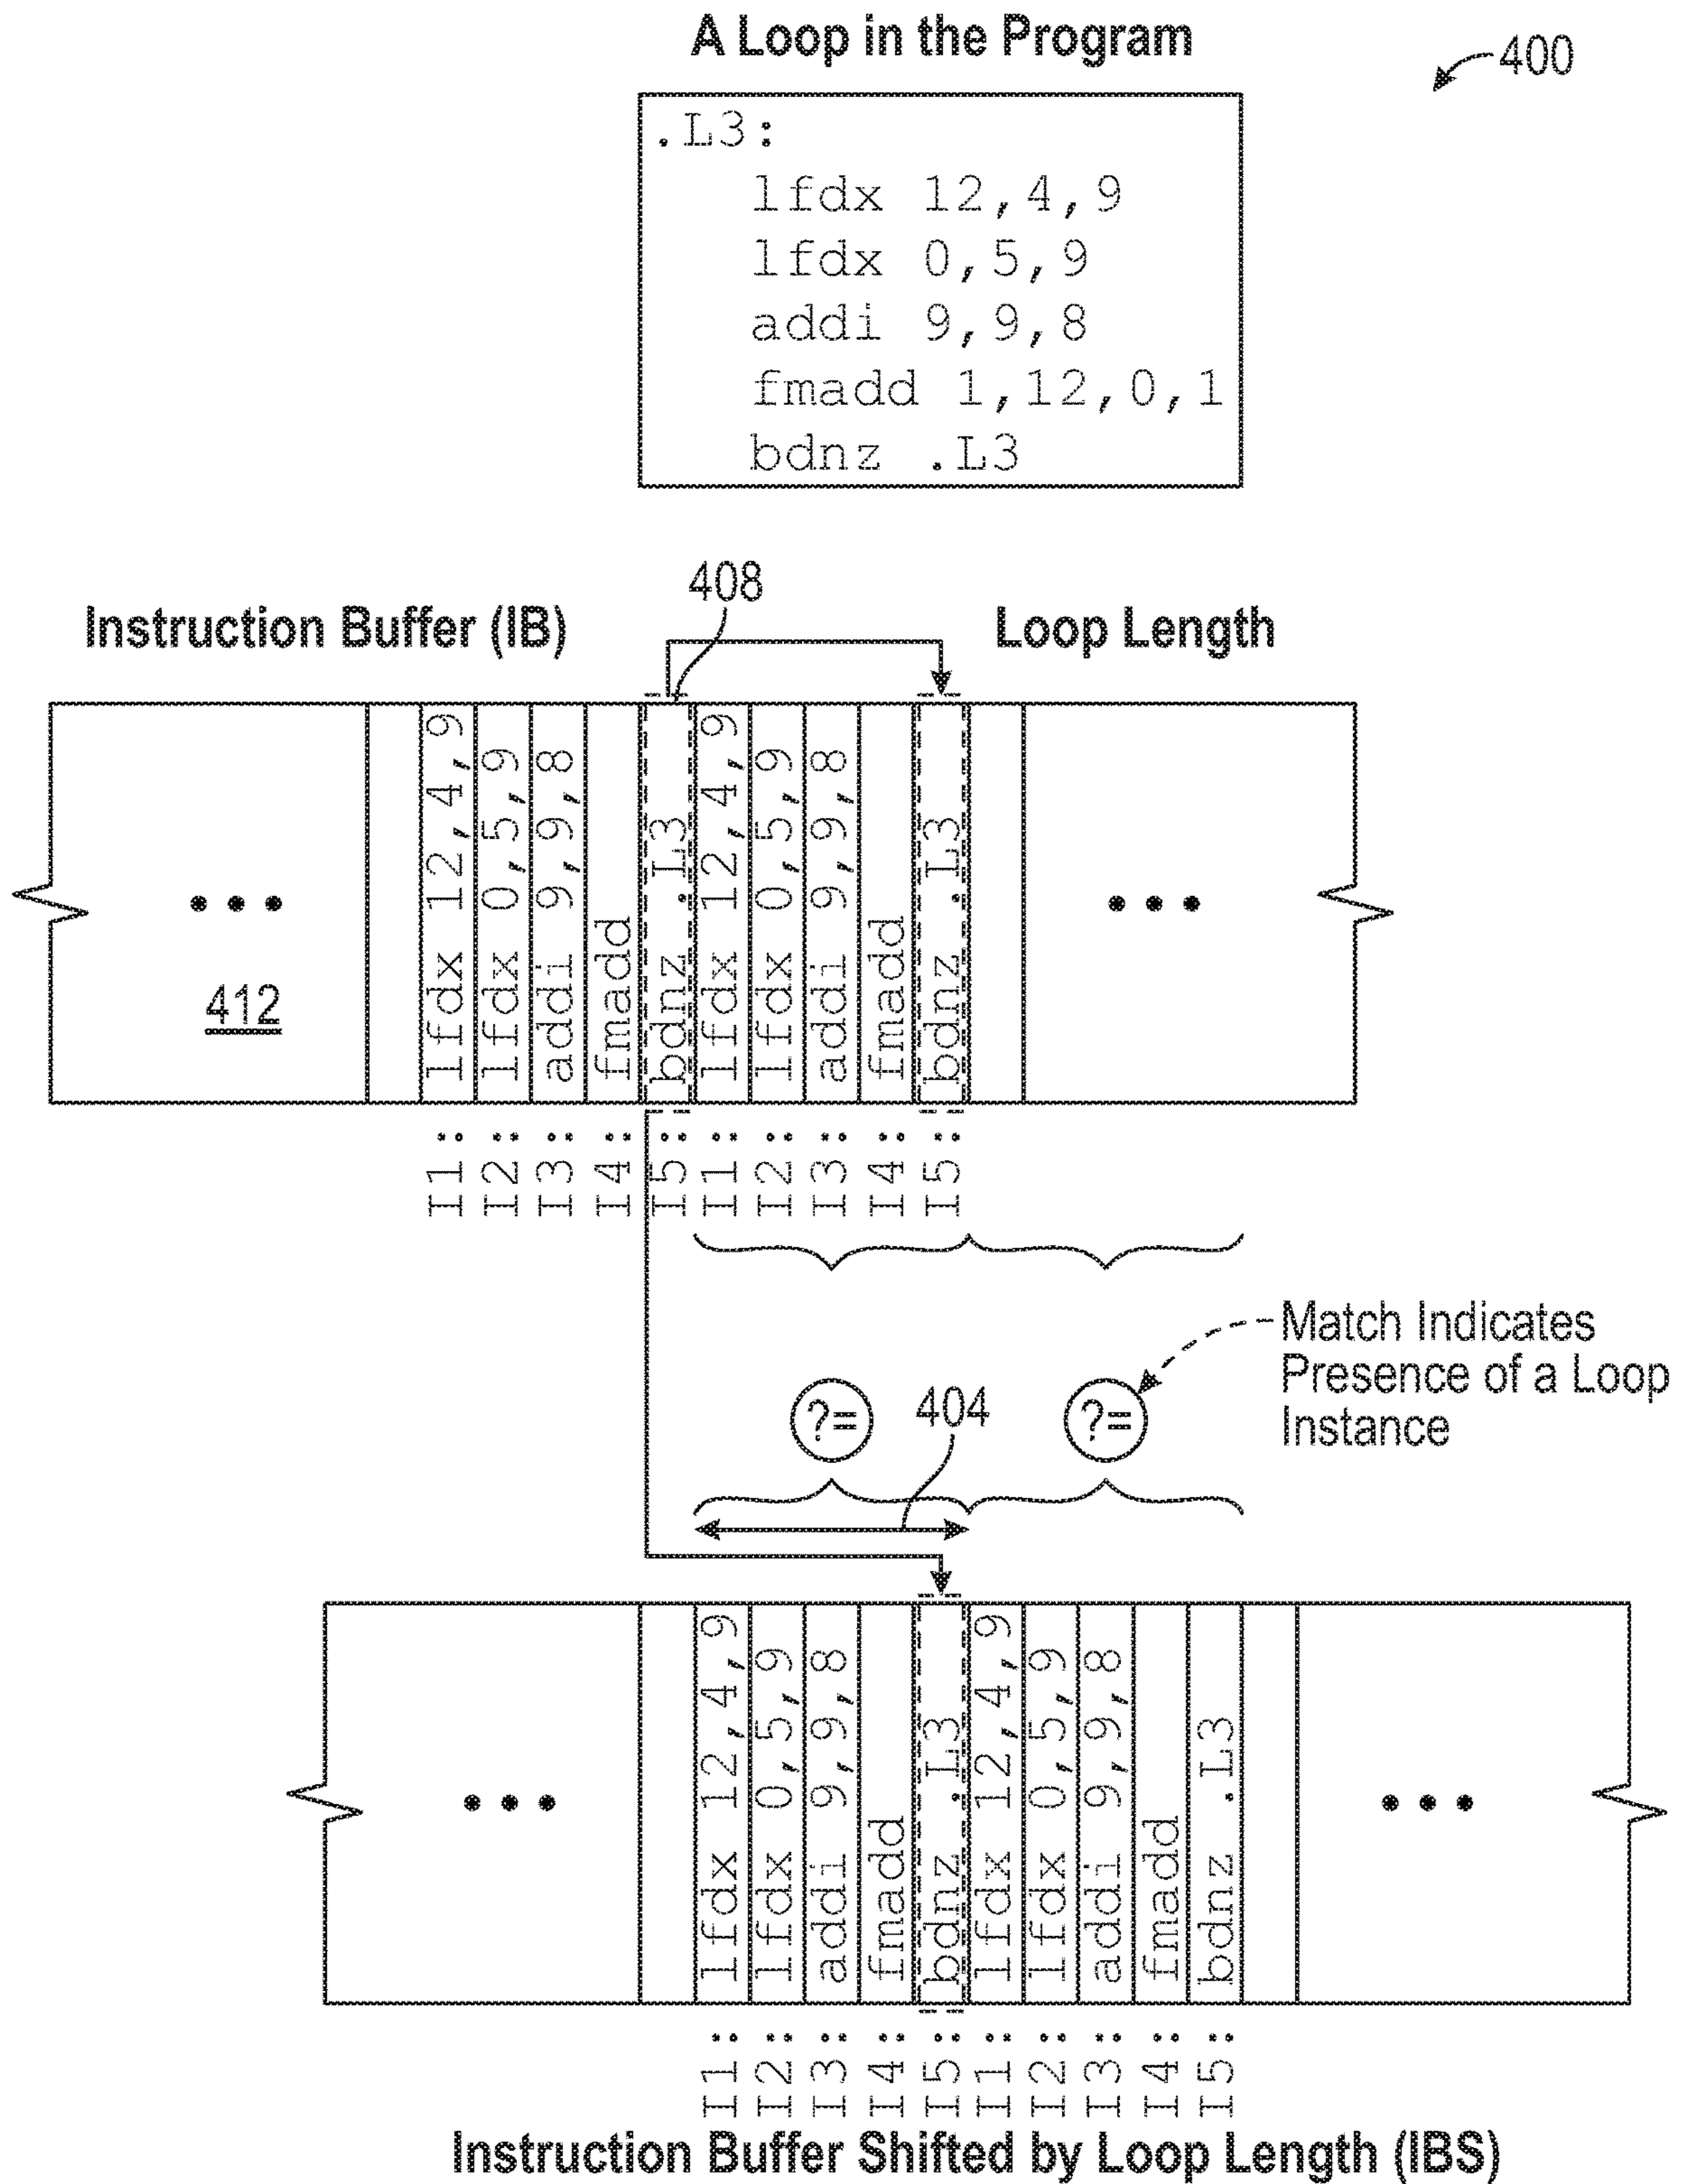 A Loop in the Program
400
.L3:
lfdx 12,4,9
lfdx 0,5,9
addi 9,9,8
fmadd 1,12,0,1
bdnz .L3
408
Instruction Buffer (IB)
Loop Length
lfdx 12,4,9
lfdx 0,5,9
addi 9,9,8
fmadd
bdnz .L3
lfdx 12,4,9
lfdx 0,5,9
addi 9,9,8
fmadd
bdnz .L3
412
I1:
I2:
I3:
I4:
I5:
I1:
I2:
I3:
I4:
I5:
Match Indicates
Presence of a Loop
Instance
?=
404
?=
lfdx 12,4,9
lfdx 0,5,9
addi 9,9,8
fmadd
bdnz .L3
lfdx 12,4,9
lfdx 0,5,9
addi 9,9,8
fmadd
bdnz .L3
I1:
I2:
I3:
I4:
I5:
I1:
I2:
I3:
I4:
I5:
Instruction Buffer Shifted by Loop Length (IBS)